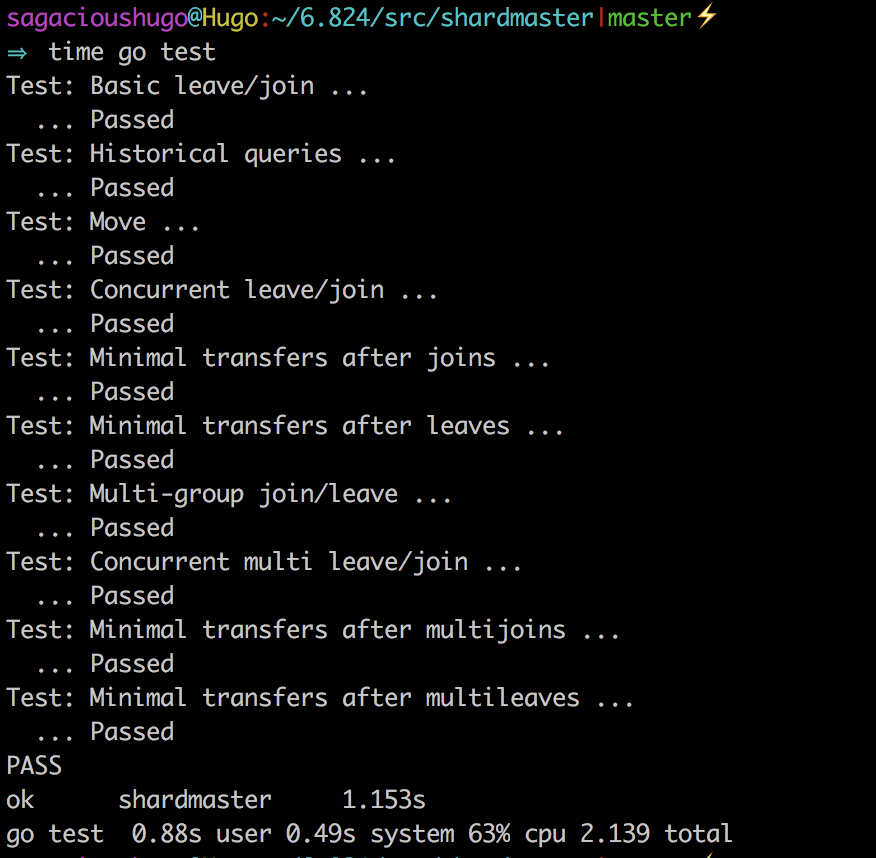 sagacioushugo@Hugo:~/6.824/src/shardmaster|master⚡
⇒  time go test
Test: Basic leave/join ...
  ... Passed
Test: Historical queries ...
  ... Passed
Test: Move ...
  ... Passed
Test: Concurrent leave/join ...
  ... Passed
Test: Minimal transfers after joins ...
  ... Passed
Test: Minimal transfers after leaves ...
  ... Passed
Test: Multi-group join/leave ...
  ... Passed
Test: Concurrent multi leave/join ...
  ... Passed
Test: Minimal transfers after multijoins ...
  ... Passed
Test: Minimal transfers after multileaves ...
  ... Passed
PASS
ok      shardmaster     1.153s
go test  0.88s user 0.49s system 63% cpu 2.139 total